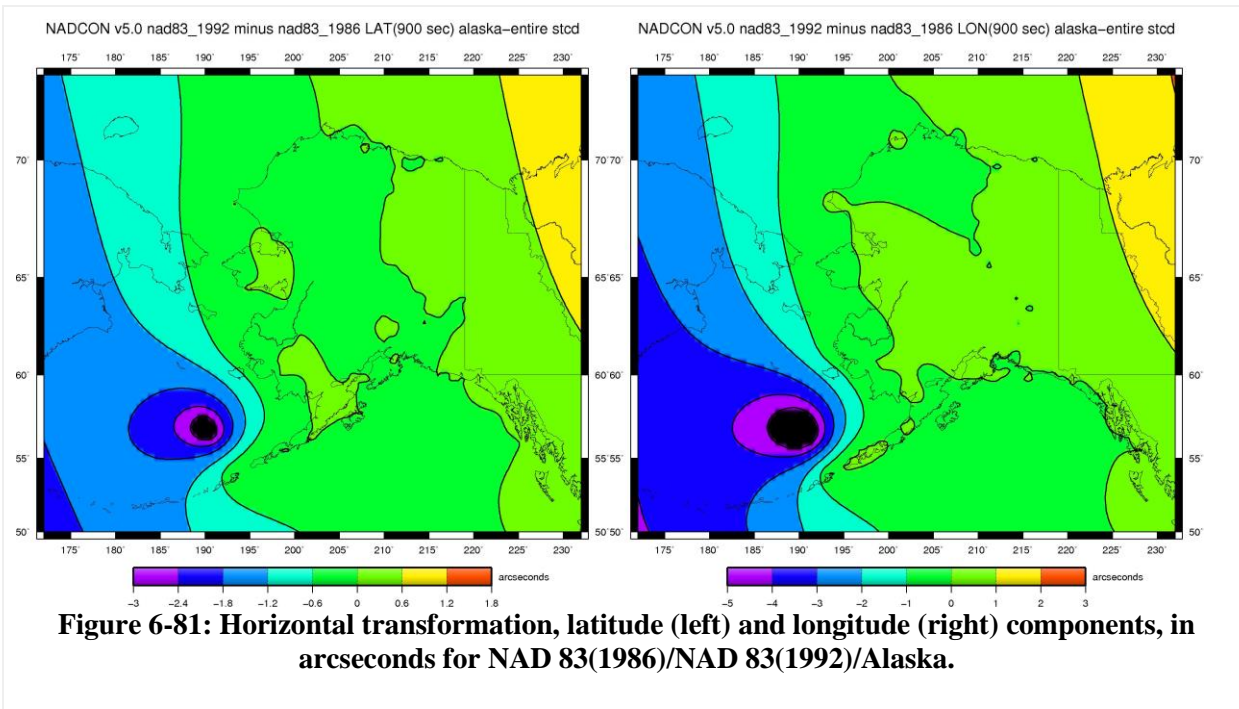 NADCON v5.0 nad83_1992 minus nad83_1986 LAT(900 sec) alaska-entire stcd
175˚ 180˚ 185˚ 190˚ 195˚ 200˚ 205˚ 210˚ 215˚ 220˚ 225˚ 230˚
70˚ 70˚
65˚ 65˚
60˚ 60˚
55˚ 55˚
50˚ 50˚
175˚ 180˚ 185˚ 190˚ 195˚ 200˚ 205˚ 210˚ 215˚ 220˚ 225˚ 230˚
arcseconds
-3 -2.4 -1.8 -1.2 -0.6 0 0.6 1.2 1.8
NADCON v5.0 nad83_1992 minus nad83_1986 LON(900 sec) alaska-entire stcd
175˚ 180˚ 185˚ 190˚ 195˚ 200˚ 205˚ 210˚ 215˚ 220˚ 225˚ 230˚
70˚ 70˚
65˚ 65˚
60˚ 60˚
55˚ 55˚
50˚ 50˚
175˚ 180˚ 185˚ 190˚ 195˚ 200˚ 205˚ 210˚ 215˚ 220˚ 225˚ 230˚
arcseconds
-5 -4 -3 -2 -1 0 1 2 3
Figure 6-81: Horizontal transformation, latitude (left) and longitude (right) components, in
arcseconds for NAD 83(1986)/NAD 83(1992)/Alaska.